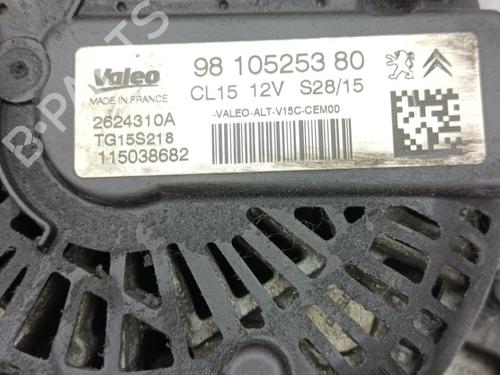 Valeo
MADE IN FRANCE
98 105253 80
CL15 12V S28/15
-VALEO-ALT-V15C-CEM00
2624310A
TG15S218
115038682
B-PARTS